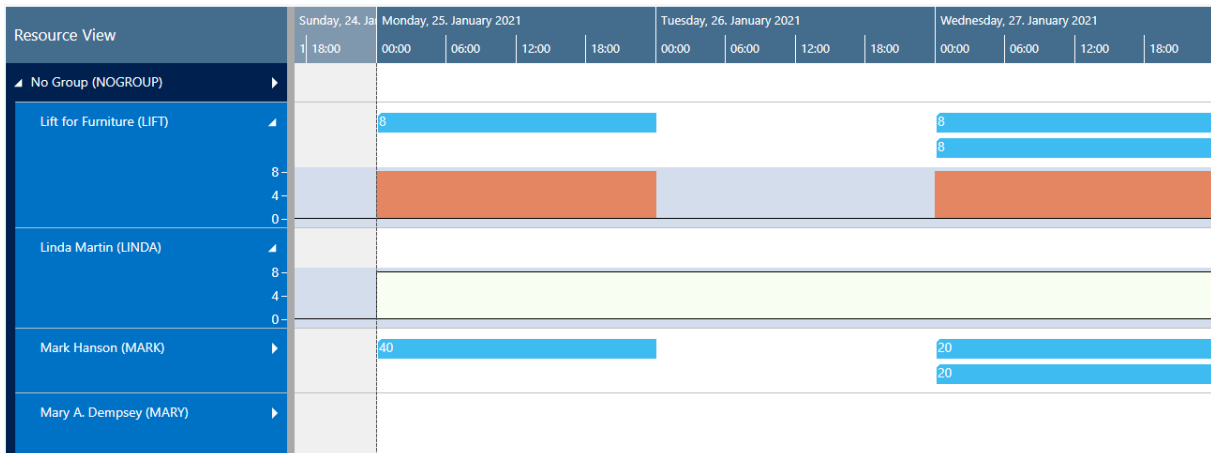 Resource View
Sunday, 24. Ja
Monday, 25. January 2021
Tuesday, 26. January 2021
Wednesday, 27. January 2021
1 18:00 00:00 06:00 12:00 18:00 00:00 06:00 12:00 18:00 00:00 06:00 12:00 18:00
No Group (NOGROUP)
Lift for Furniture (LIFT)
8 8
8
8
4
0
Linda Martin (LINDA)
8
4
0
Mark Hanson (MARK)
40 20
20
Mary A. Dempsey (MARY)